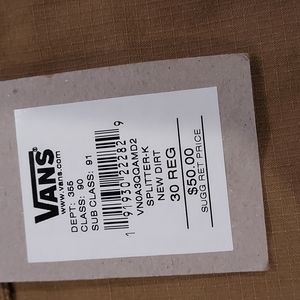 VANS
www.vans.com
DEPT: 355
CLASS: 90
SUB CLASS: 91
1 91930 22282 9
VN0A3QQAMD2
SPLITTER-K
NEW DIRT
30 REG
$50.00
SUGG RET PRICE